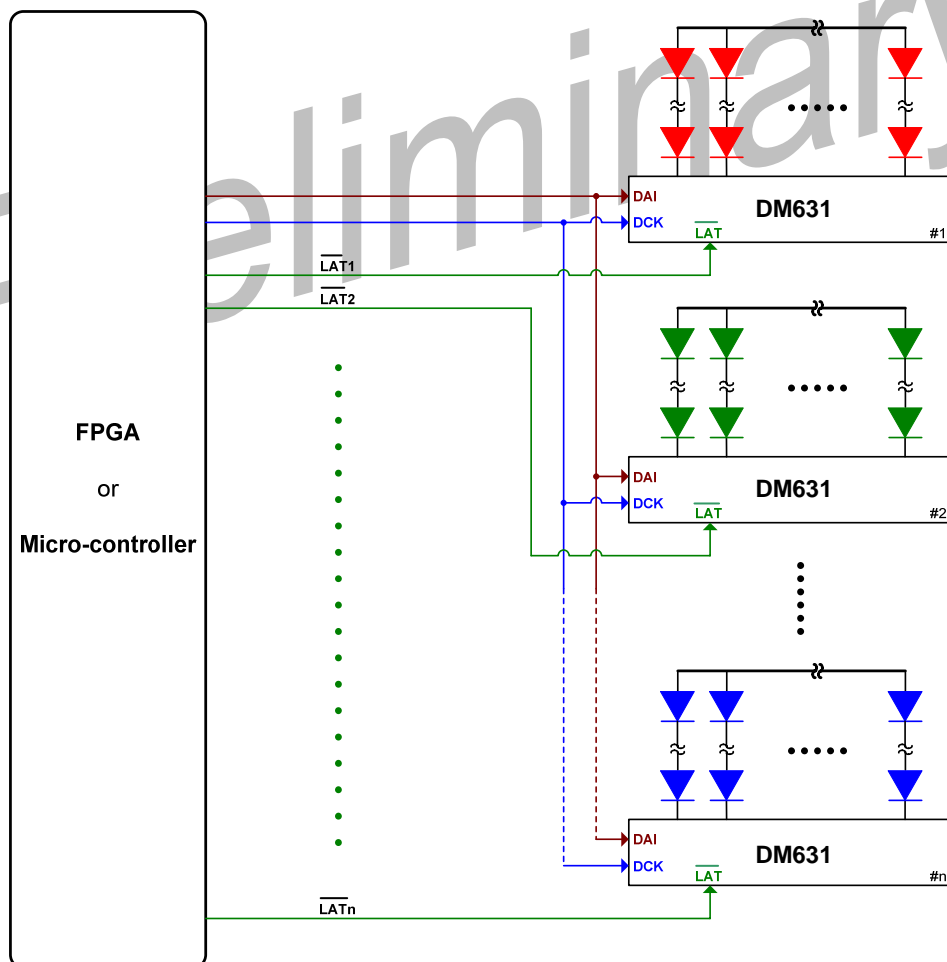 eliminary
DAI
DM631
DCK
LAT
#1
LAT1
LAT2
FPGA
or
Micro-controller
DAI
DM631
DCK
LAT
#2
DAI
DM631
DCK
LAT
#n
LATn